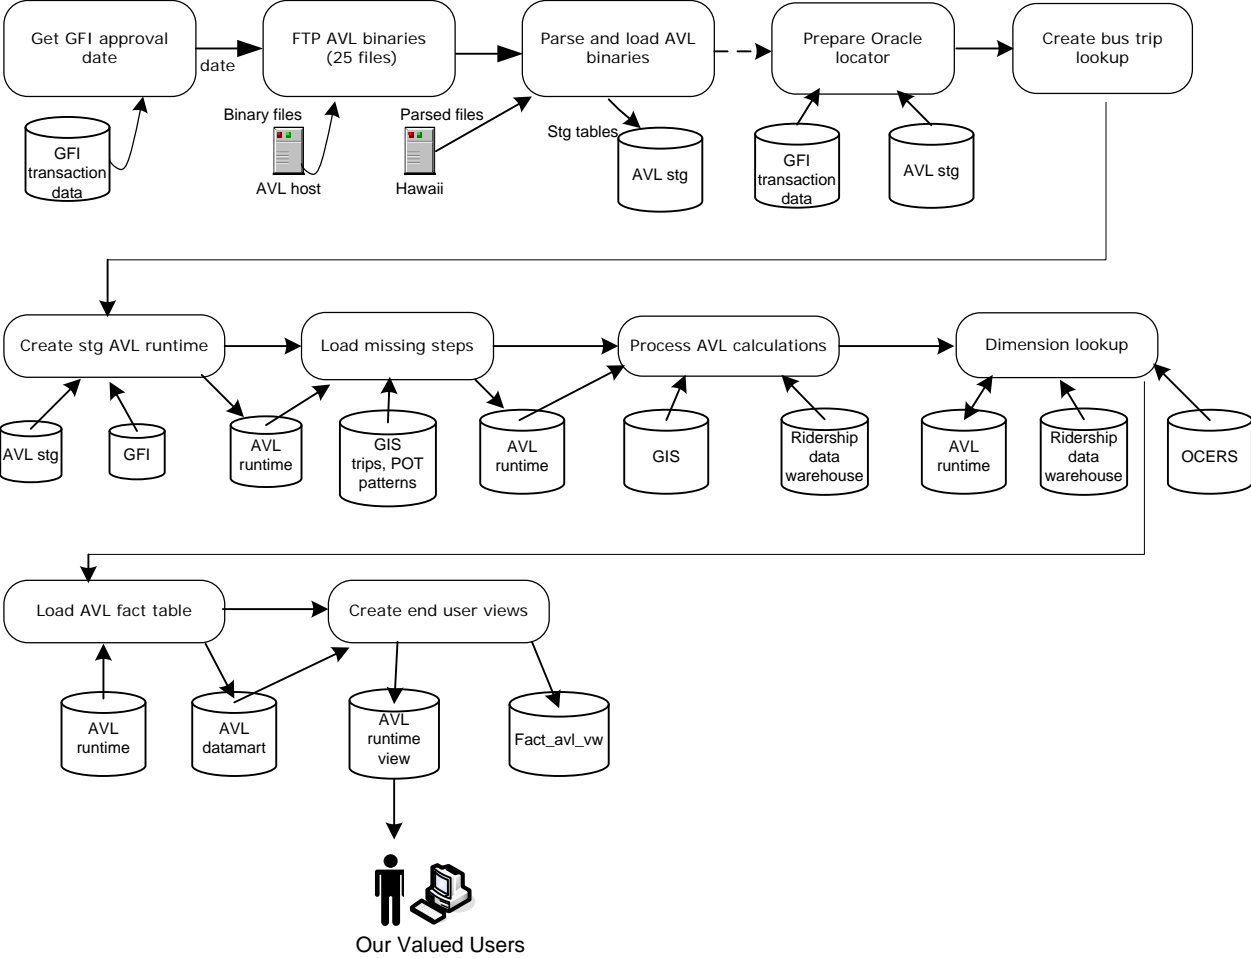 Get GFI approval
date
date
FTP AVL binaries
(25 files)
Parse and load AVL
binaries
Prepare Oracle
locator
Create bus trip
lookup
GFI
transaction
data
Binary files
AVL host
Parsed files
Hawaii
Stg tables
AVL stg
GFI
transaction
data
AVL stg
Create stg AVL runtime
Load missing steps
Process AVL calculations
Dimension lookup
AVL stg
GFI
AVL
runtime
GIS
trips, POT
patterns
AVL
runtime
GIS
Ridership
data
warehouse
AVL
runtime
Ridership
data
warehouse
OCERS
Load AVL fact table
Create end user views
AVL
runtime
AVL
datamart
AVL
runtime
view
Fact_avl_vw
Our Valued Users